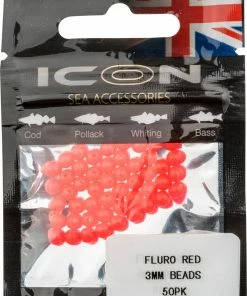 ICON
SEA ACCESSORIES
Cod Pollack Whiting Bass
FLURO RED
3MM BEADS
50PK